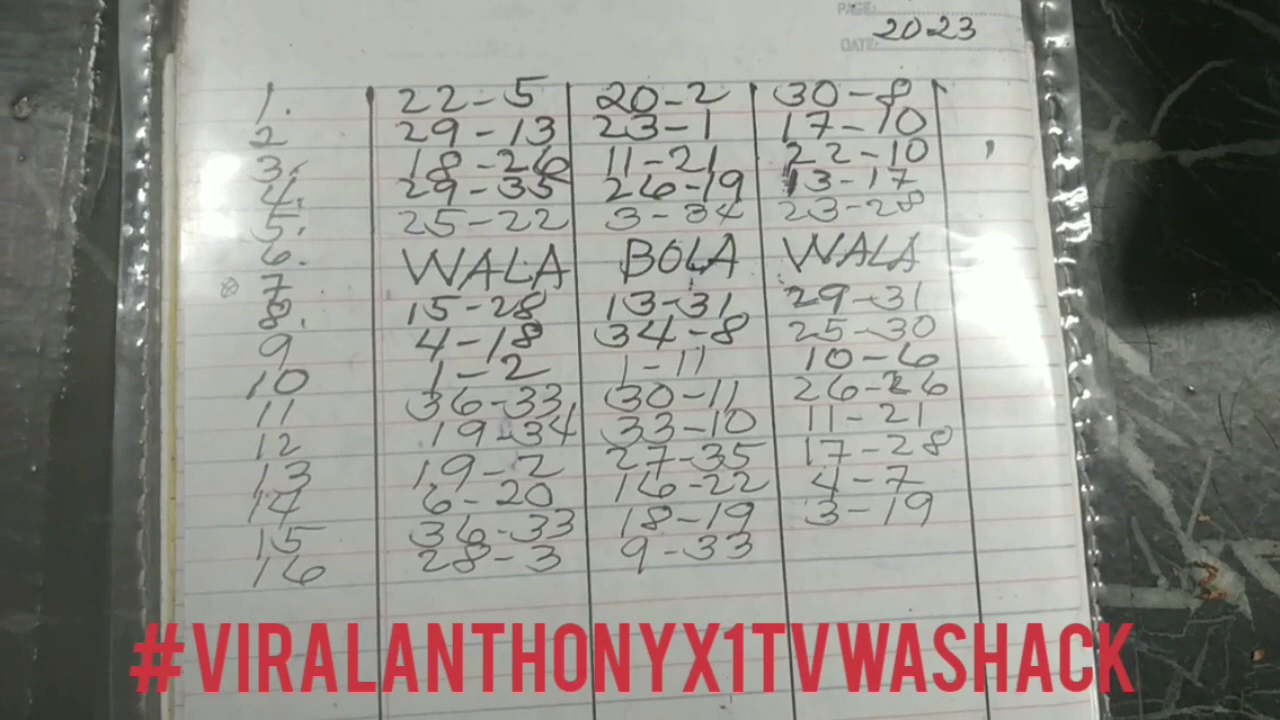 PAGE:
DATE: 20-23
1. 22-5 20-2 30-8
2 29-13 23-1 17-10
3. 18-26 11-21 22-10
4. 29-35 26-19 13-17
5. 25-22 3-34 23-28
6. WALA BOLA WALA
7
8. 15-28 13-31 29-31
9 4-18 34-8 25-30
10 1-2 1-11 10-6
11 36-33 30-11 26-26
12 19-34 33-10 11-21
13 19-2 27-35 17-28
14 6-20 16-22 4-7
15 36-33 18-19 3-19
16 28-3 9-33
#VIRALANTHONYX1TVWASHACK